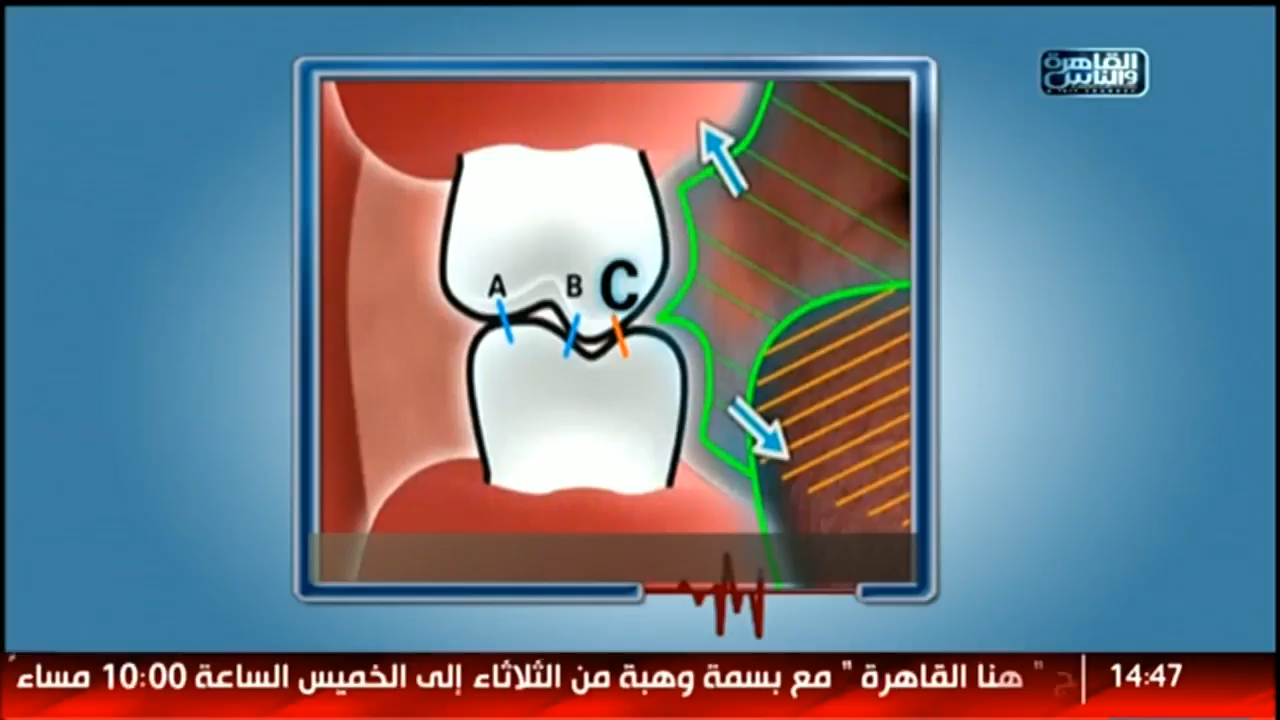 القاهرة
والناس
A B C
14:47
" هنا القاهرة " مع بسمة وهبة من الثلاثاء إلى الخميس الساعة 10:00 مساءً